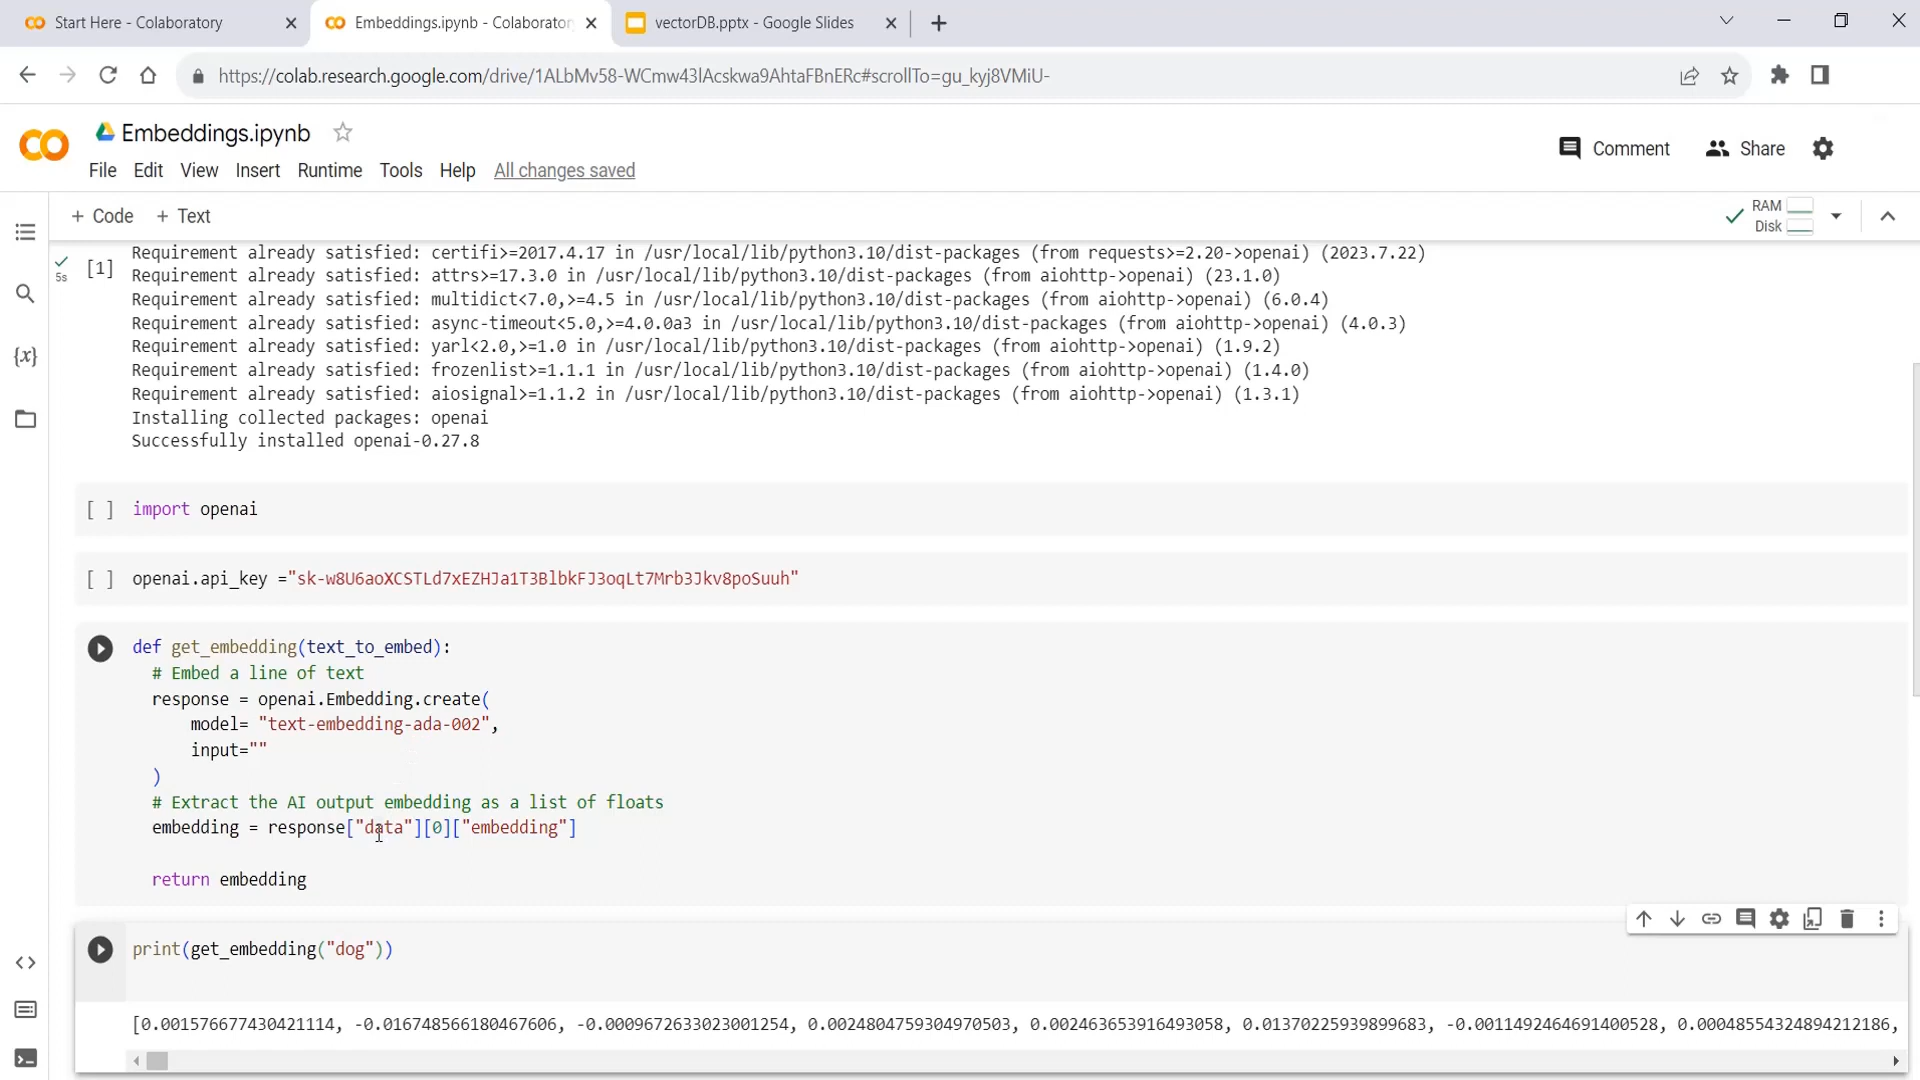 Start Here - Colaboratory
Embeddings.ipynb - Colaborator
vectorDB.pptx - Google Slides
https://colab.research.google.com/drive/1ALbMv58-WCmw43lAcskwa9AhtaFBnERc#scrollTo=gu_kyj8VMiU-
Embeddings.ipynb
Comment
Share
File Edit View Insert Runtime Tools Help All changes saved
+ Code + Text
RAM
Disk
Requirement already satisfied: certifi>=2017.4.17 in /usr/local/lib/python3.10/dist-packages (from requests>=2.20->openai) (2023.7.22)
[1]
5s
Requirement already satisfied: attrs>=17.3.0 in /usr/local/lib/python3.10/dist-packages (from aiohttp->openai) (23.1.0)
Requirement already satisfied: multidict<7.0,>=4.5 in /usr/local/lib/python3.10/dist-packages (from aiohttp->openai) (6.0.4)
Requirement already satisfied: async-timeout<5.0,>=4.0.0a3 in /usr/local/lib/python3.10/dist-packages (from aiohttp->openai) (4.0.3)
Requirement already satisfied: yarl<2.0,>=1.0 in /usr/local/lib/python3.10/dist-packages (from aiohttp->openai) (1.9.2)
Requirement already satisfied: frozenlist>=1.1.1 in /usr/local/lib/python3.10/dist-packages (from aiohttp->openai) (1.4.0)
Requirement already satisfied: aiosignal>=1.1.2 in /usr/local/lib/python3.10/dist-packages (from aiohttp->openai) (1.3.1)
Installing collected packages: openai
Successfully installed openai-0.27.8
[ ] import openai
[ ] openai.api_key ="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"
def get_embedding(text_to_embed):
# Embed a line of text
response = openai.Embedding.create(
model= "text-embedding-ada-002",
input=""
)
# Extract the AI output embedding as a list of floats
embedding = response["data"][0]["embedding"]
return embedding
print(get_embedding("dog"))
[0.001576677430421114, -0.016748566180467606, -0.0009672633023001254, 0.0024804759304970503, 0.002463653916493058, 0.01370225939899683, -0.0011492464691400528, 0.00048554324894212186,